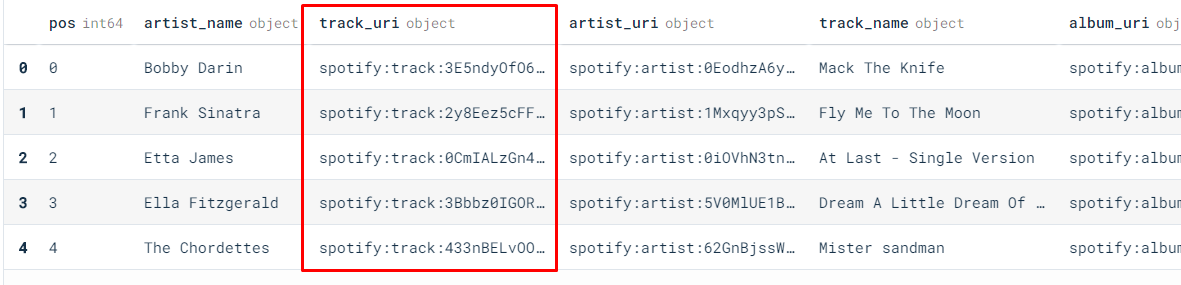 pos int64 artist_name object track_uri object artist_uri object track_name object album_uri obj
0 0 Bobby Darin spotify:track:3E5ndyOfO6… spotify:artist:0EodhzA6y… Mack The Knife spotify:album
1 1 Frank Sinatra spotify:track:2y8Eez5cFF… spotify:artist:1Mxqyy3pS… Fly Me To The Moon spotify:album
2 2 Etta James spotify:track:0CmIALzGn4… spotify:artist:0iOVhN3tn… At Last - Single Version spotify:album
3 3 Ella Fitzgerald spotify:track:3Bbbz0IGOR… spotify:artist:5V0MlUE1B… Dream A Little Dream Of … spotify:album
4 4 The Chordettes spotify:track:433nBELvOO… spotify:artist:62GnBjssW… Mister sandman spotify:album